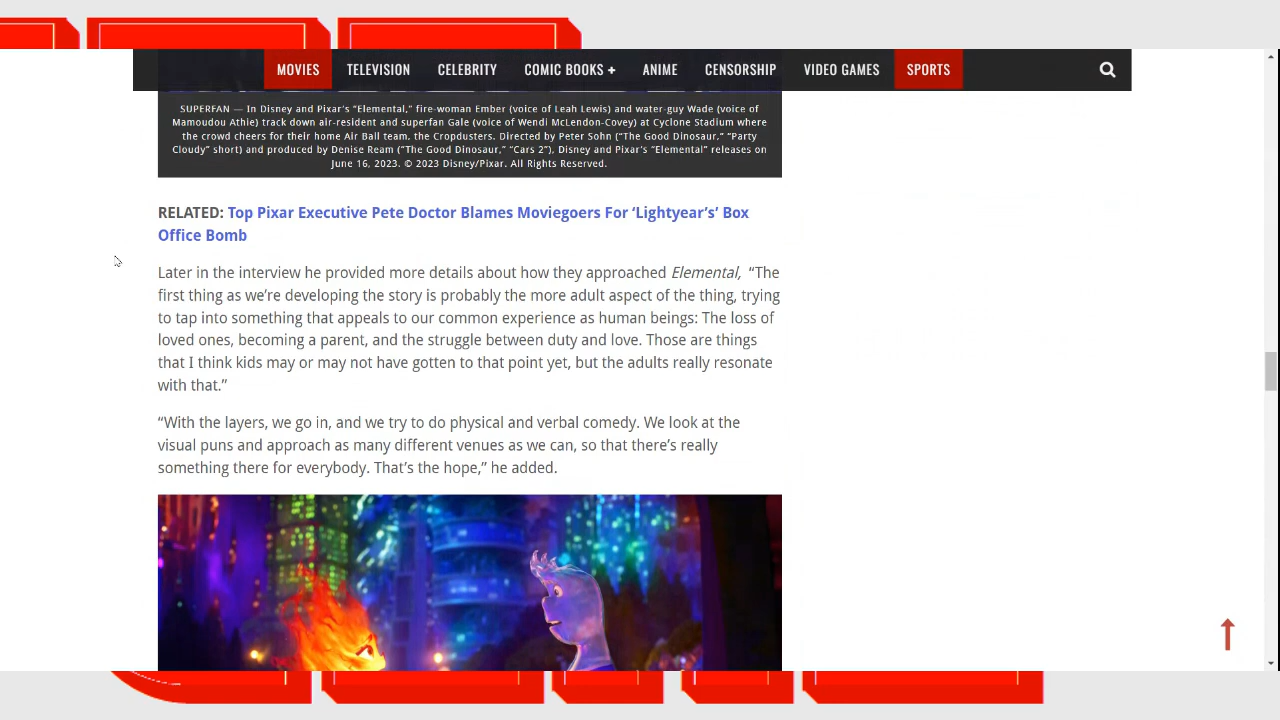 MOVIES TELEVISION CELEBRITY COMIC BOOKS + ANIME CENSORSHIP VIDEO GAMES SPORTS
SUPERFAN — In Disney and Pixar's "Elemental," fire-woman Ember (voice of Leah Lewis) and water-guy Wade (voice of
Mamoudou Athie) track down air-resident and superfan Gale (voice of Wendi McLendon-Covey) at Cyclone Stadium where
the crowd cheers for their home Air Ball team, the Cropdusters. Directed by Peter Sohn ("The Good Dinosaur," "Party
Cloudy" short) and produced by Denise Ream ("The Good Dinosaur," "Cars 2"), Disney and Pixar's "Elemental" releases on
June 16, 2023. © 2023 Disney/Pixar. All Rights Reserved.
RELATED: Top Pixar Executive Pete Doctor Blames Moviegoers For ‘Lightyear’s’ Box
Office Bomb
Later in the interview he provided more details about how they approached Elemental, “The
first thing as we’re developing the story is probably the more adult aspect of the thing, trying
to tap into something that appeals to our common experience as human beings: The loss of
loved ones, becoming a parent, and the struggle between duty and love. Those are things
that I think kids may or may not have gotten to that point yet, but the adults really resonate
with that.”
“With the layers, we go in, and we try to do physical and verbal comedy. We look at the
visual puns and approach as many different venues as we can, so that there’s really
something there for everybody. That’s the hope,” he added.